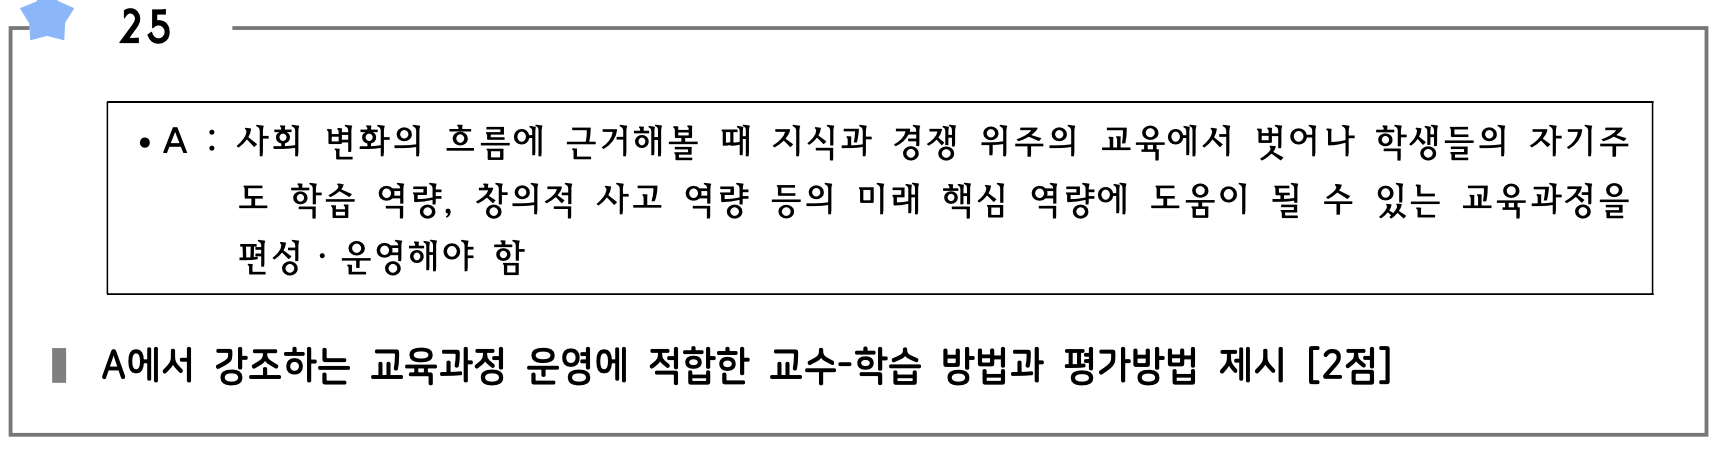 25
• A : 사회 변화의 흐름에 근거해볼 때 지식과 경쟁 위주의 교육에서 벗어나 학생들의 자기주
도 학습 역량, 창의적 사고 역량 등의 미래 핵심 역량에 도움이 될 수 있는 교육과정을
편성 · 운영해야 함
A에서 강조하는 교육과정 운영에 적합한 교수-학습 방법과 평가방법 제시 [2점]